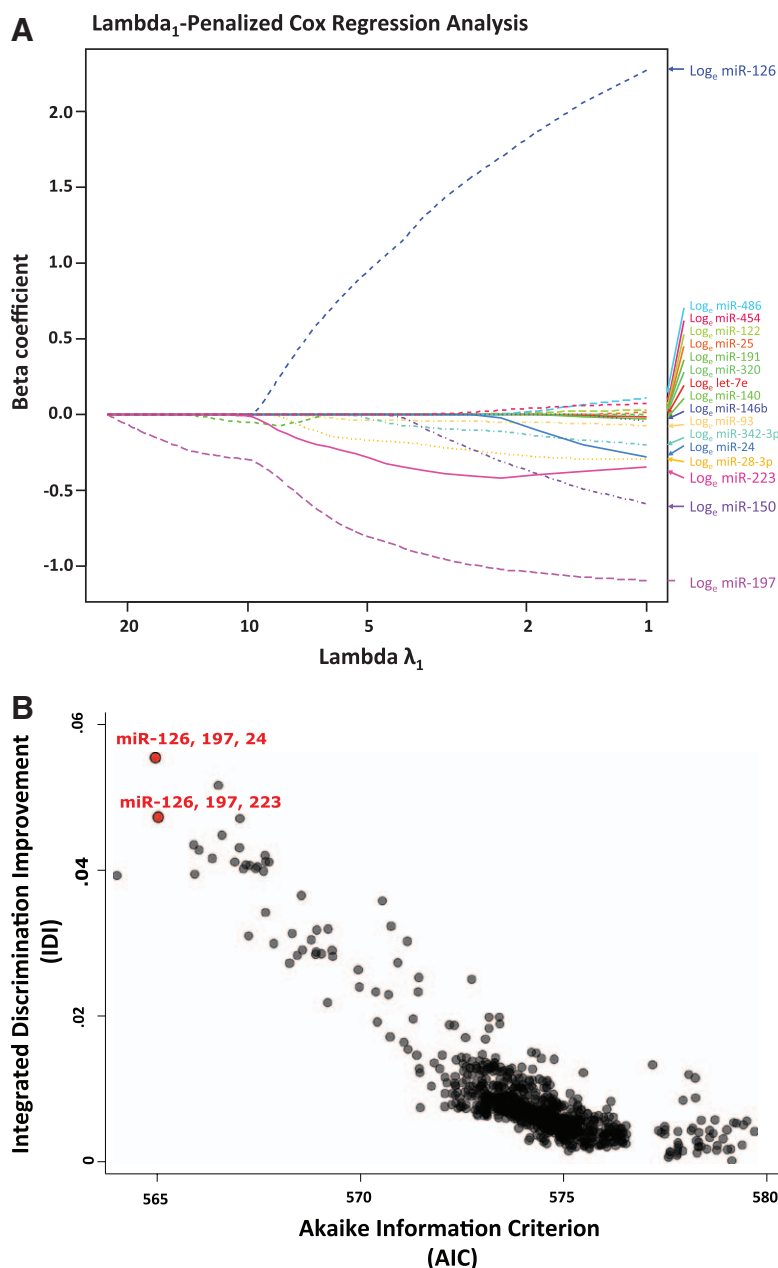 A
Lambda₁-Penalized Cox Regression Analysis
2.0
1.5
1.0
0.5
0.0
-0.5
-1.0
Beta coefficient
20 10 5 2 1
Lambda λ₁
Logₑ miR-126
Logₑ miR-486
Logₑ miR-454
Logₑ miR-122
Logₑ miR-25
Logₑ miR-191
Logₑ miR-320
Logₑ let-7e
Logₑ miR-140
Logₑ miR-146b
Logₑ miR-93
Logₑ miR-342-3p
Logₑ miR-24
Logₑ miR-28-3p
Logₑ miR-223
Logₑ miR-150
Logₑ miR-197
B
miR-126, 197, 24
miR-126, 197, 223
.06
.04
.02
0
Integrated Discrimination Improvement
(IDI)
565 570 575 580
Akaike Information Criterion
(AIC)